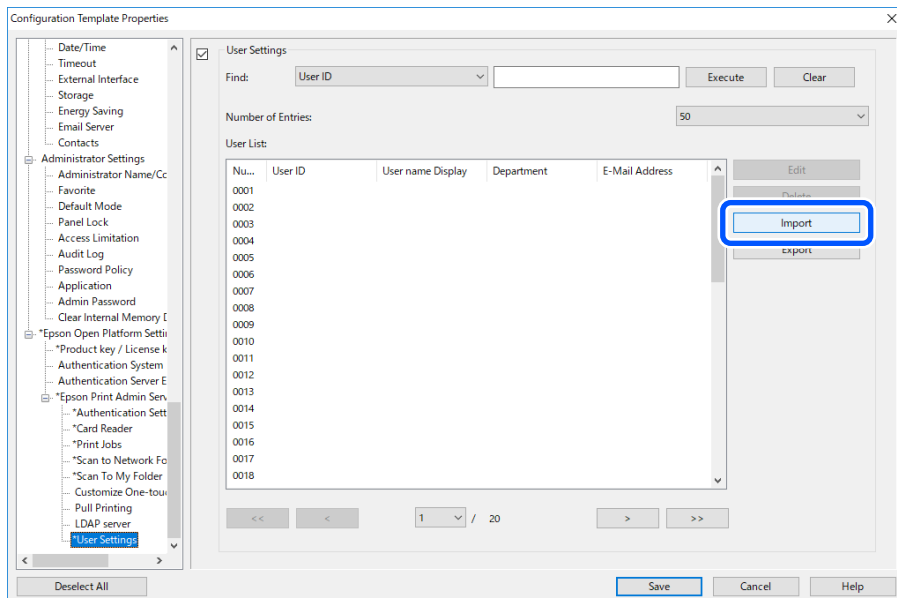 Configuration Template Properties
Date/Time
Timeout
External Interface
Storage
Energy Saving
Email Server
Contacts
Administrator Settings
Administrator Name/Co
Favorite
Default Mode
Panel Lock
Access Limitation
Audit Log
Password Policy
Application
Admin Password
Clear Internal Memory D
*Epson Open Platform Settin
*Product key / License k
Authentication System
Authentication Server E
*Epson Print Admin Serv
*Authentication Sett
*Card Reader
*Print Jobs
*Scan to Network Fo
*Scan To My Folder
Customize One-tou
Pull Printing
LDAP server
*User Settings
User Settings
Find: User ID Execute Clear
Number of Entries: 50
User List:
Nu... User ID User name Display Department E-Mail Address
0001
0002
0003
0004
0005
0006
0007
0008
0009
0010
0011
0012
0013
0014
0015
0016
0017
0018
Edit
Delete
Import
Export
<< < 1 / 20 > >>
Deselect All Save Cancel Help